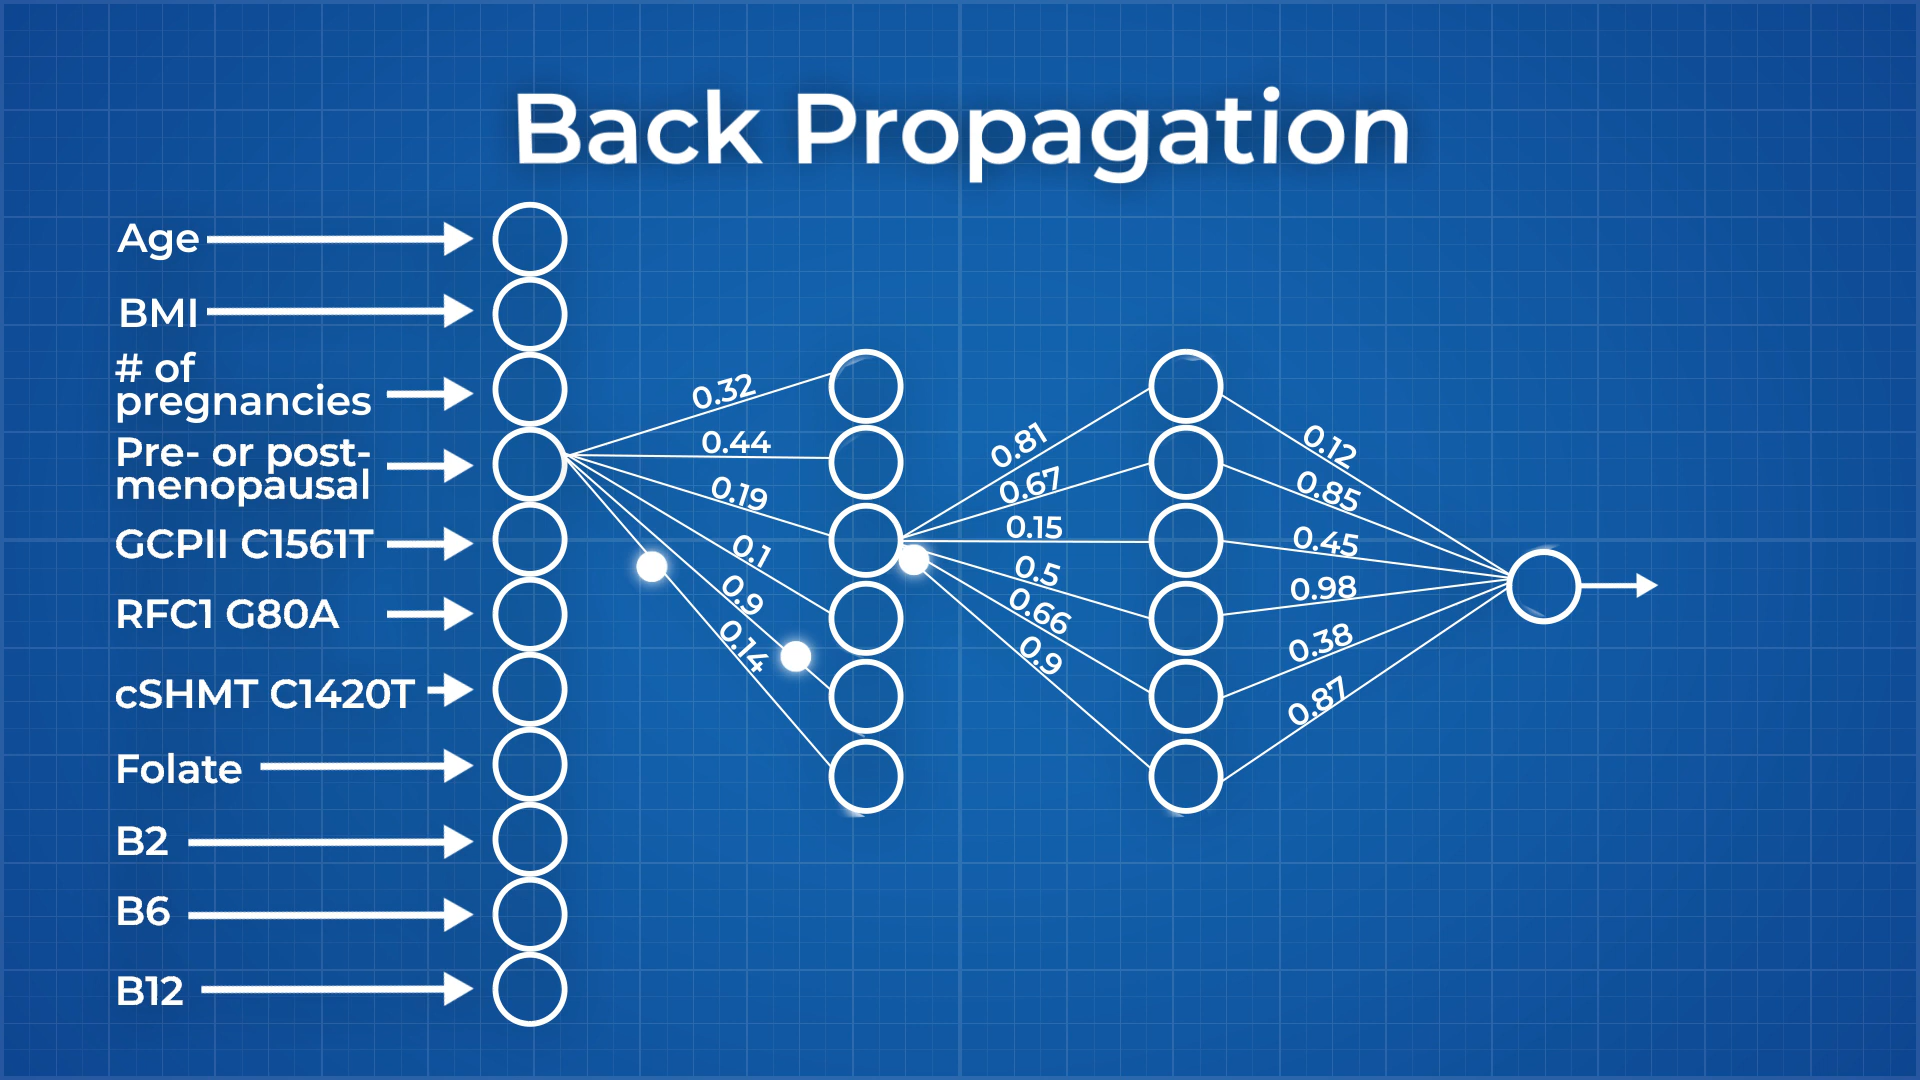 Back Propagation
Age
BMI
# of
pregnancies
Pre- or post-
menopausal
GCPII C1561T
RFC1 G80A
cSHMT C1420T
Folate
B2
B6
B12
0.32
0.44
0.19
0.1
0.9
0.14
0.81
0.67
0.15
0.5
0.66
0.9
0.12
0.85
0.45
0.98
0.38
0.87